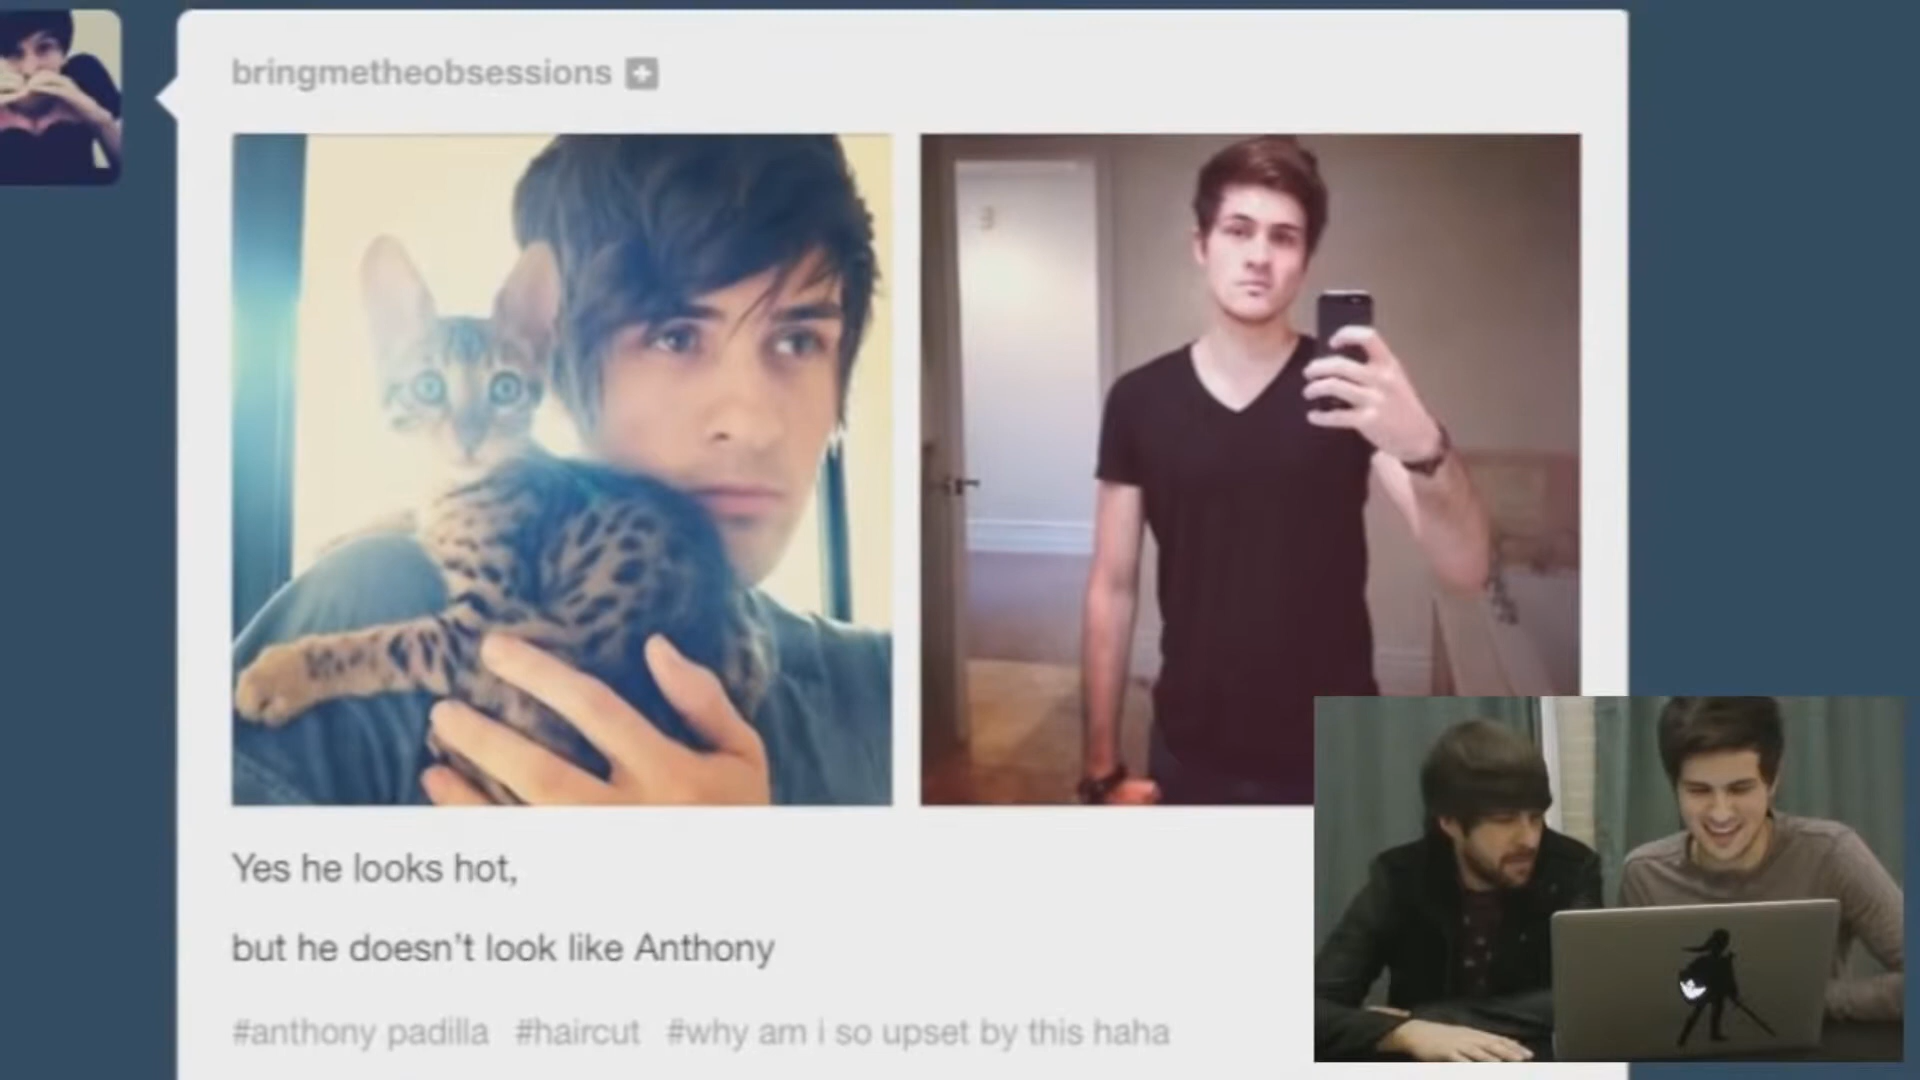 bringmetheobsessions
Yes he looks hot,
but he doesn't look like Anthony
#anthony padilla #haircut #why am i so upset by this haha